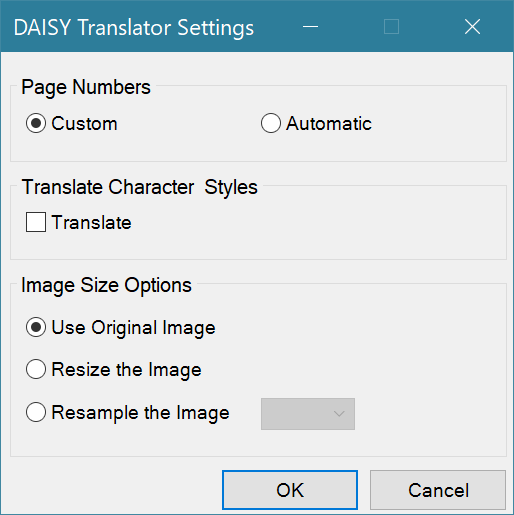 DAISY Translator Settings
Page Numbers
Custom Automatic
Translate Character  Styles
Translate
Image Size Options
Use Original Image
Resize the Image
Resample the Image
OK Cancel